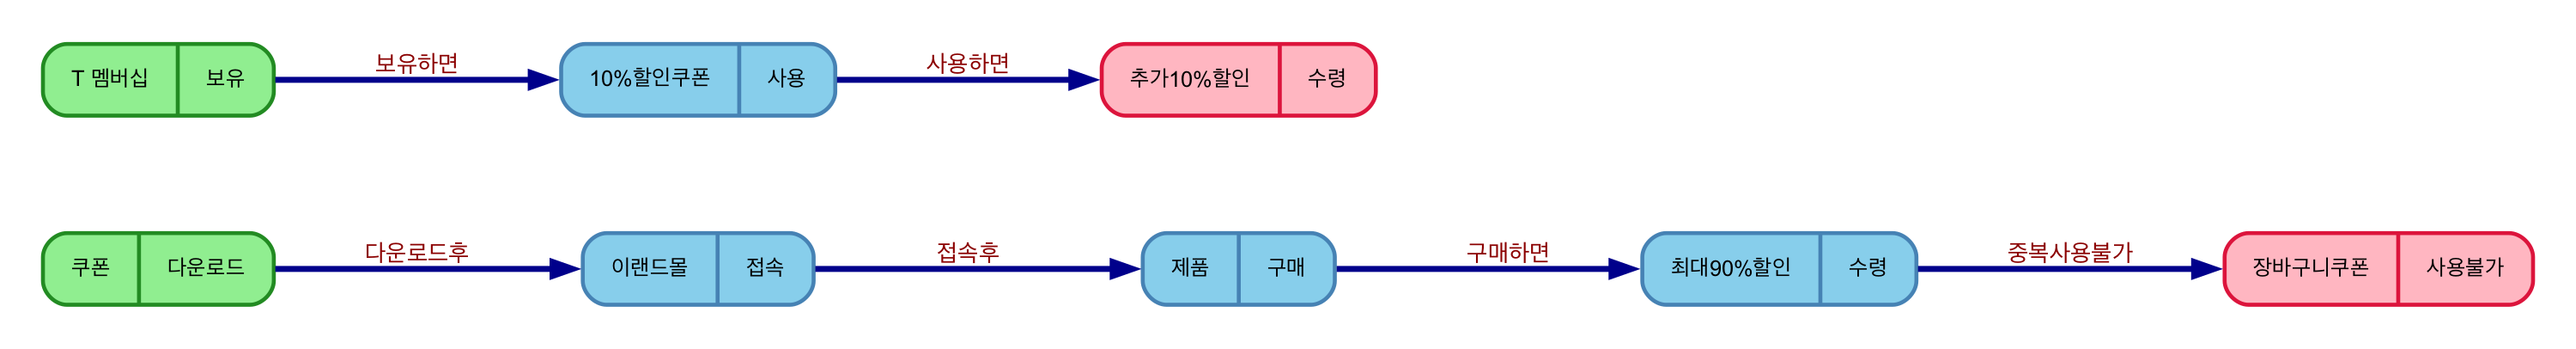 T 멤버십 보유 보유하면 10%할인쿠폰 사용 사용하면 추가10%할인 수령
쿠폰 다운로드 다운로드후 이랜드몰 접속 접속후 제품 구매 구매하면 최대90%할인 수령 중복사용불가 장바구니쿠폰 사용불가